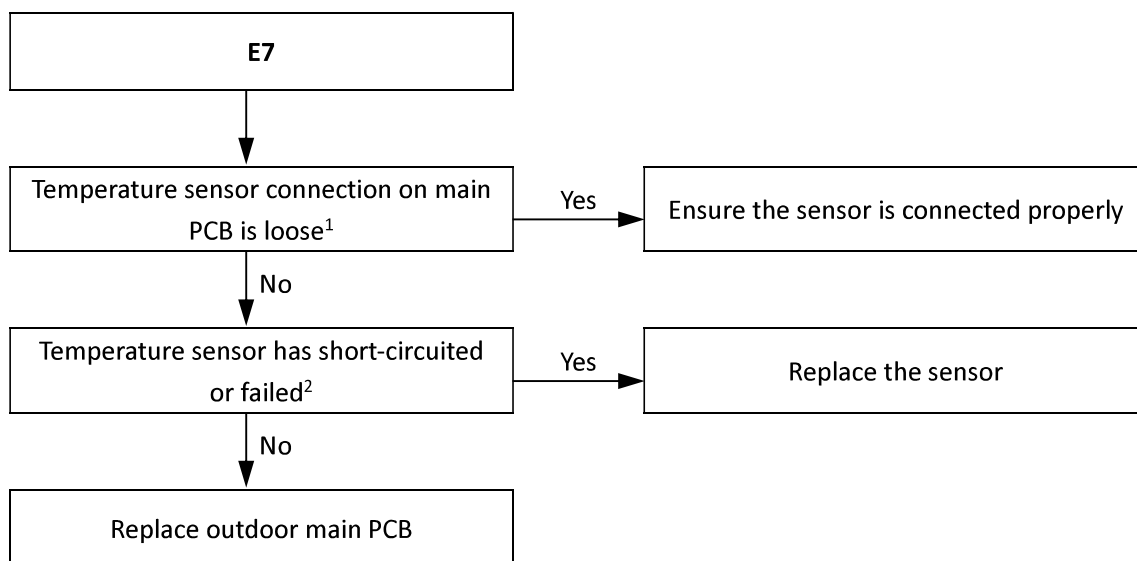 E7
Temperature sensor connection on main
PCB is loose¹
Yes
Ensure the sensor is connected properly
No
Temperature sensor has short-circuited
or failed²
Yes
Replace the sensor
No
Replace outdoor main PCB